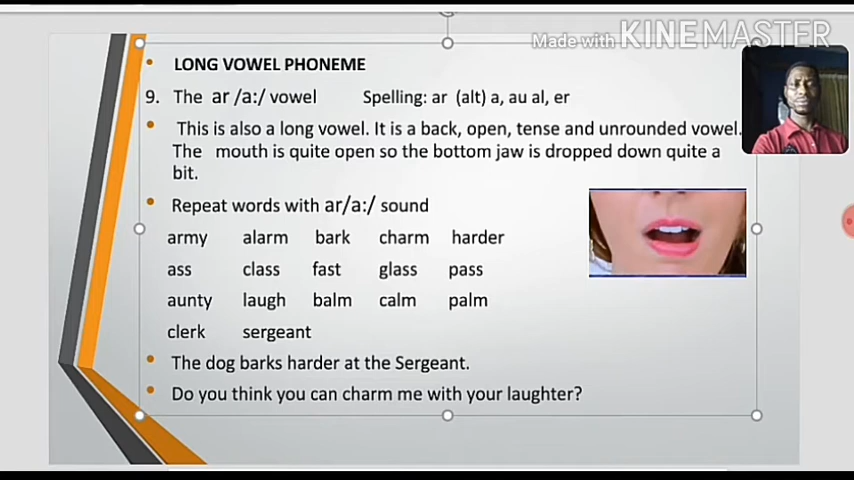 Made with KINEMASTER
LONG VOWEL PHONEME
9. The ar /a:/ vowel Spelling: ar (alt) a, au al, er
This is also a long vowel. It is a back, open, tense and unrounded vowel.
The mouth is quite open so the bottom jaw is dropped down quite a
bit.
Repeat words with ar/a:/ sound
army alarm bark charm harder
ass class fast glass pass
aunty laugh balm calm palm
clerk sergeant
The dog barks harder at the Sergeant.
Do you think you can charm me with your laughter?